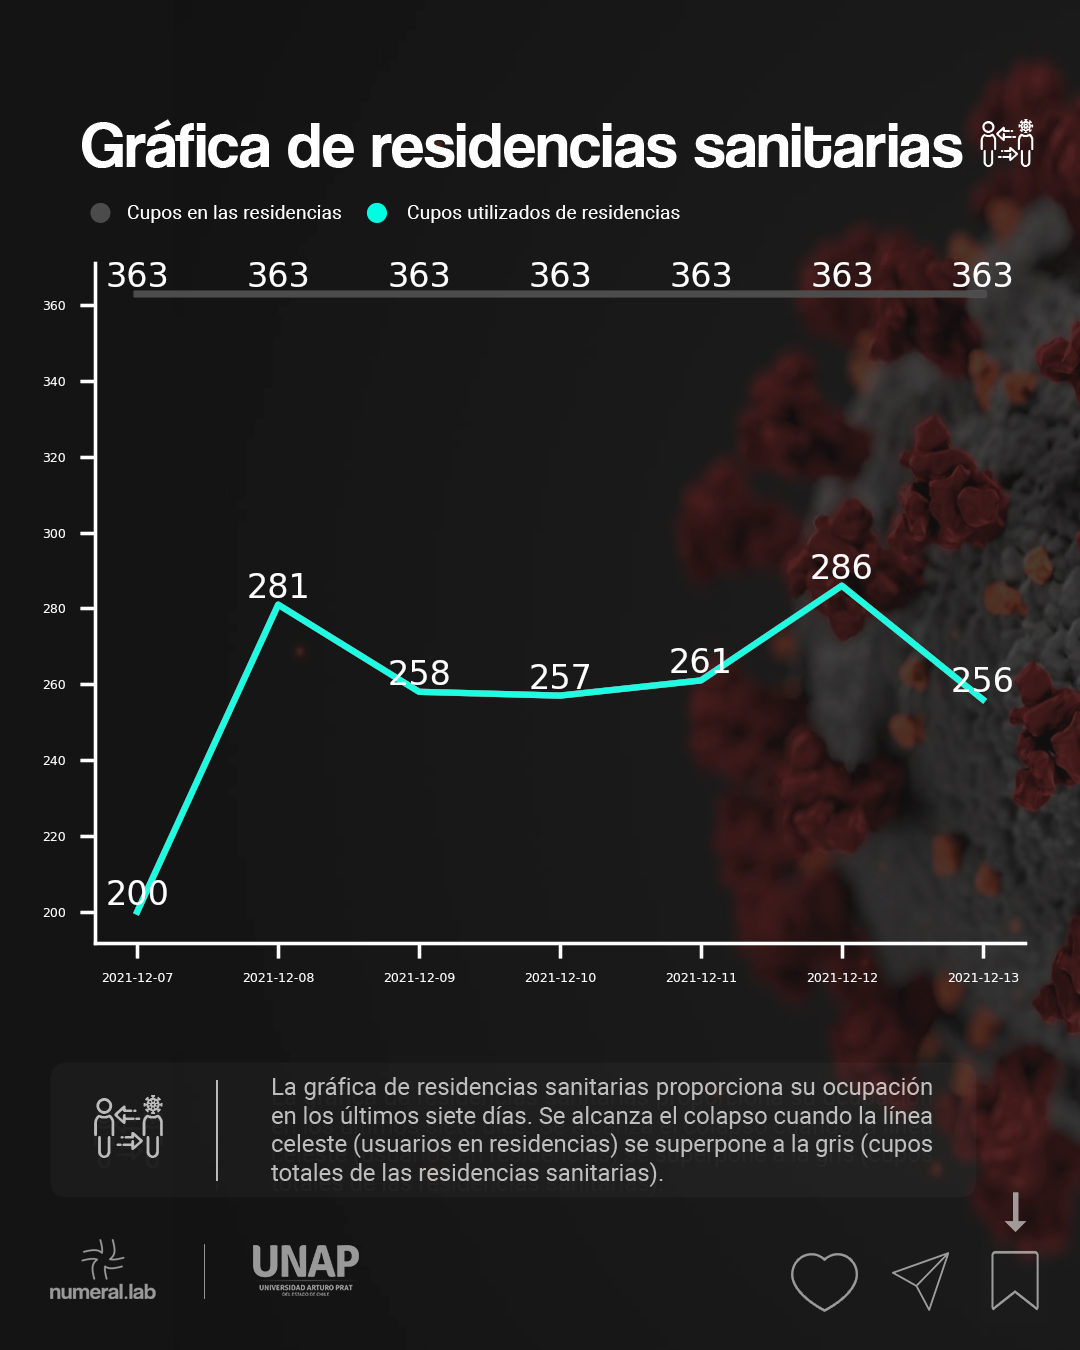 Gráfica de residencias sanitarias
Cupos en las residencias Cupos utilizados de residencias
363 363 363 363 363 363 363
360
340
320
300
280
260
240
220
200
281
258
257
261
286
256
200
2021-12-07 2021-12-08 2021-12-09 2021-12-10 2021-12-11 2021-12-12 2021-12-13
La gráfica de residencias sanitarias proporciona su ocupación
en los últimos siete días. Se alcanza el colapso cuando la línea
celeste (usuarios en residencias) se superpone a la gris (cupos
totales de las residencias sanitarias).
numeral.lab
UNAP
UNIVERSIDAD ARTURO PRAT
DEL ESTADO DE CHILE